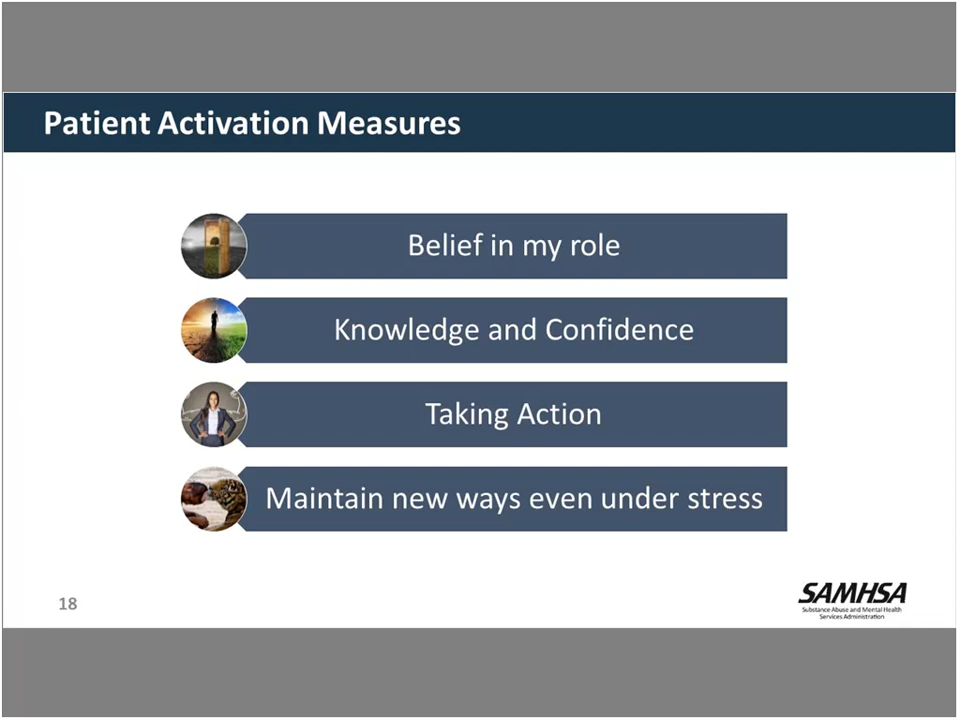 Patient Activation Measures
Belief in my role
Knowledge and Confidence
Taking Action
Maintain new ways even under stress
18
SAMHSA
Substance Abuse and Mental Health
Services Administration